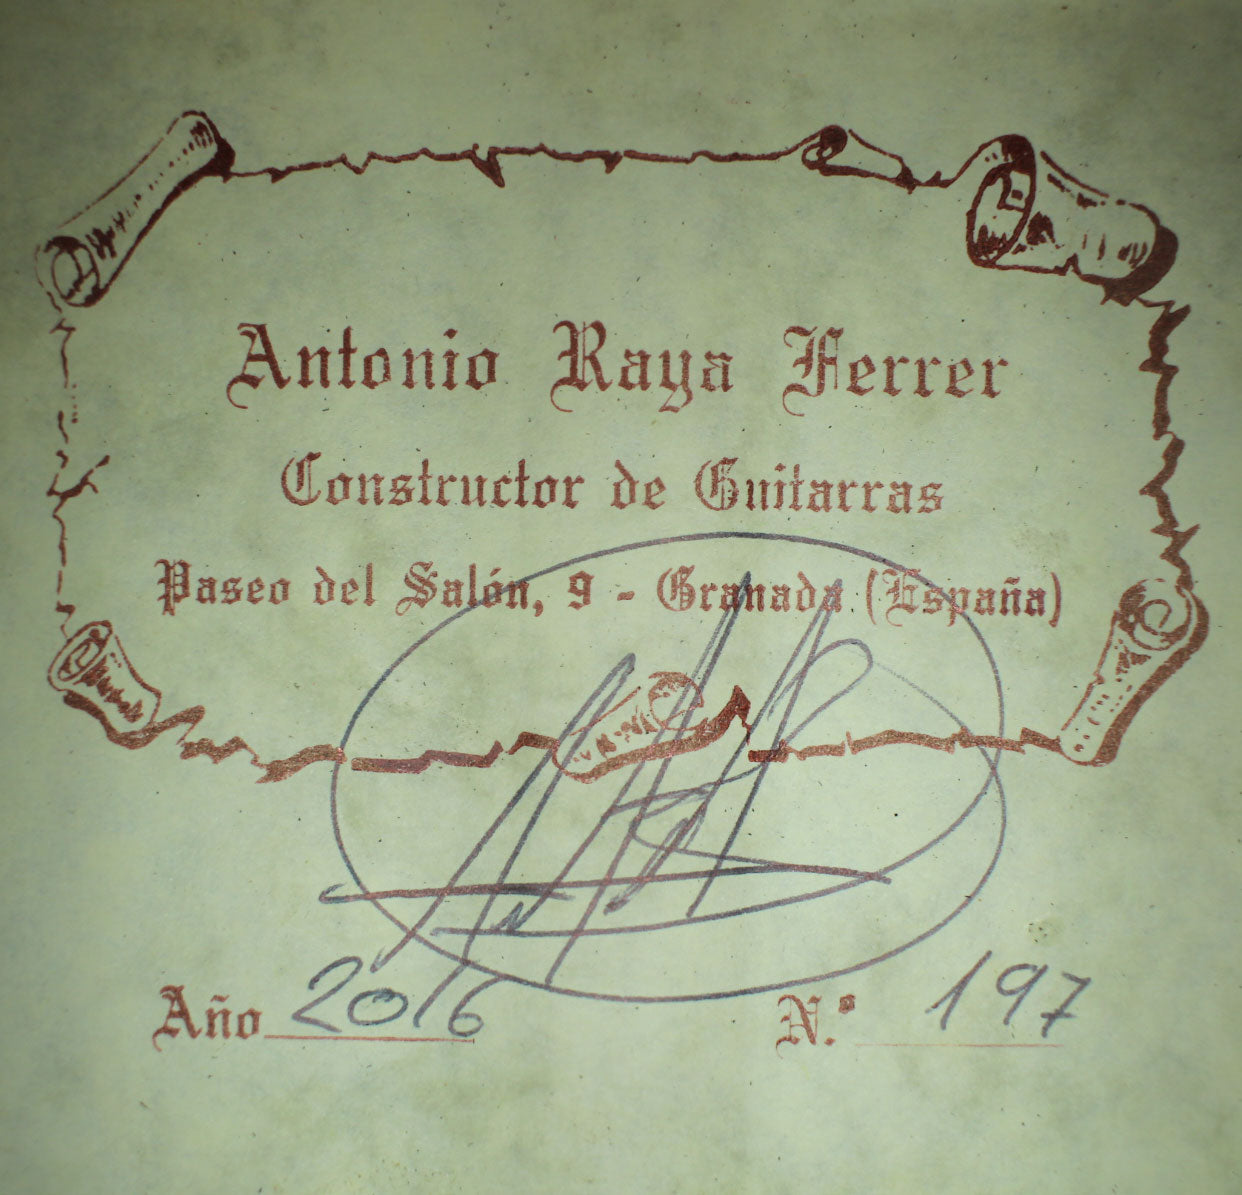 Antonio Raya Ferrer
Constructor de Guitarras
Paseo del Salón, 9 - Granada (España)
Año 2016 N.º 197